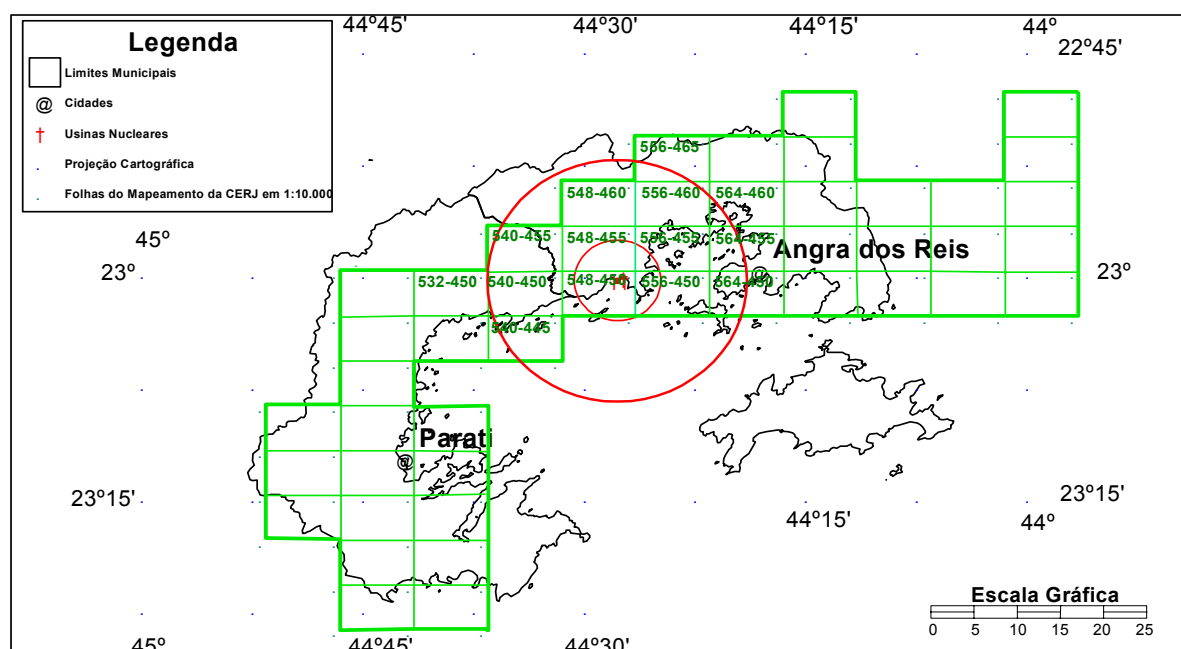 44º45'
44º30'
44º15'
44º
22º45'
Legenda
Limites Municipais
@ Cidades
Usinas Nucleares
Projeção Cartográfica
Folhas do Mapeamento da CERJ em 1:10.000
556-465
548-460 556-460 564-460
540-455 548-455 556-455 564-455
45º
Angra dos Reis
@
23º
23º
532-450 540-450 548-450 556-450 564-450
540-445
Parati
@
23º15'
23º15'
44º15'
44º
Escala Gráfica
0 5 10 15 20 25
45º
44º45'
44º30'